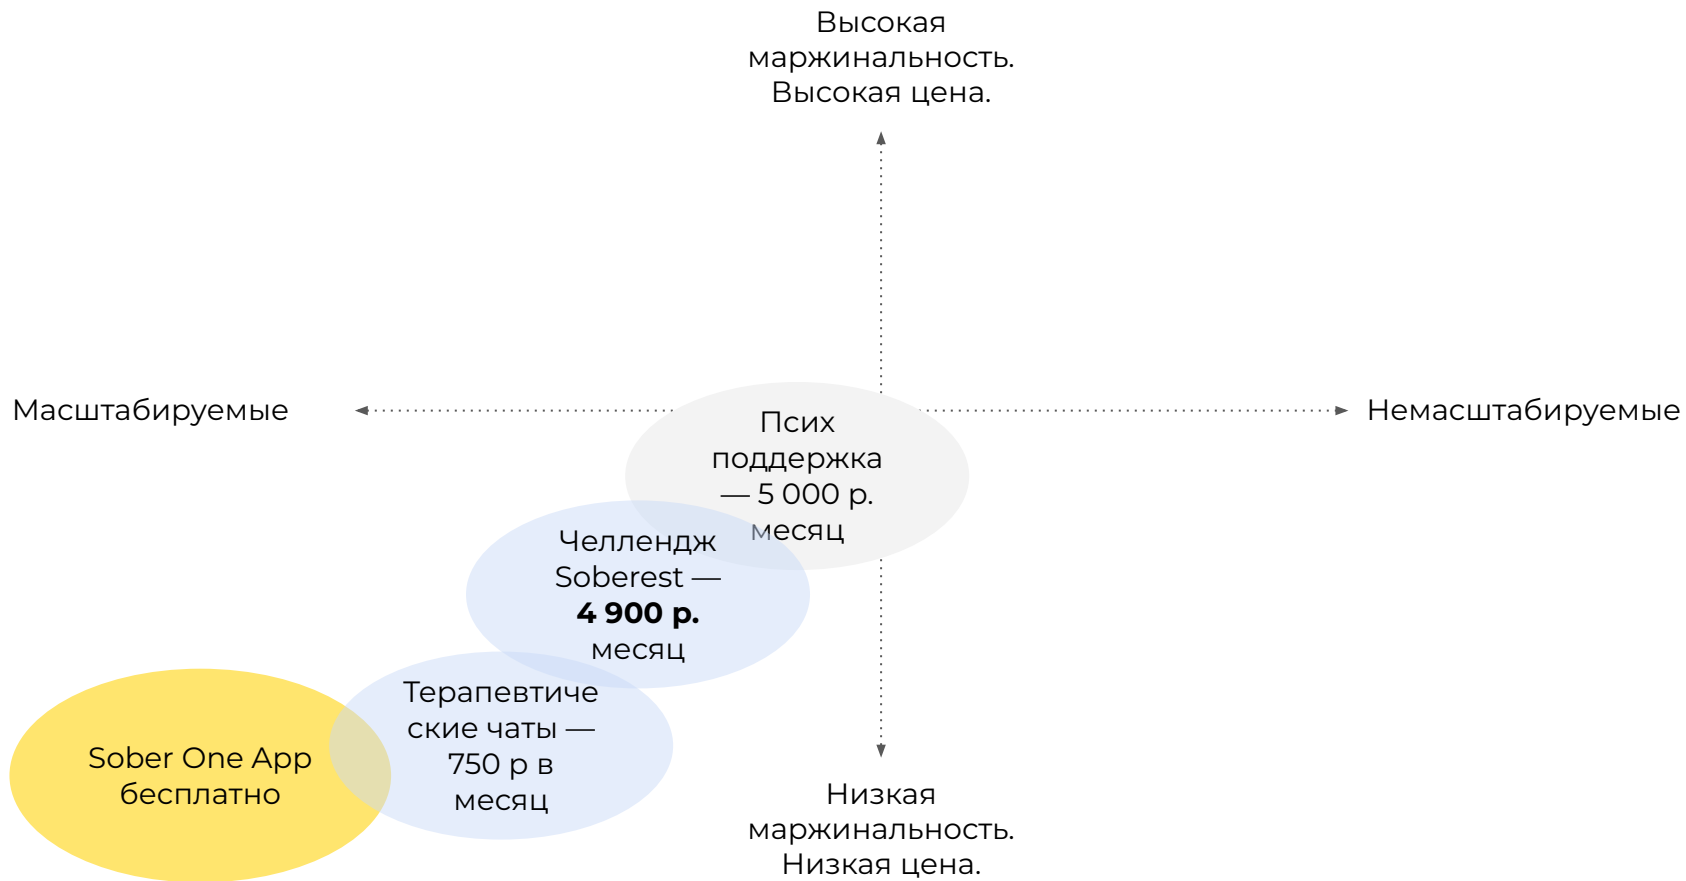 Высокая
маржинальность.
Высокая цена.
Масштабируемые
Немасштабируемые
Псих
поддержка
— 5 000 р.
месяц
Челлендж
Soberest —
4 900 р.
месяц
Терапевтиче
ские чаты —
750 р в
месяц
Sober One App
бесплатно
Низкая
маржинальность.
Низкая цена.